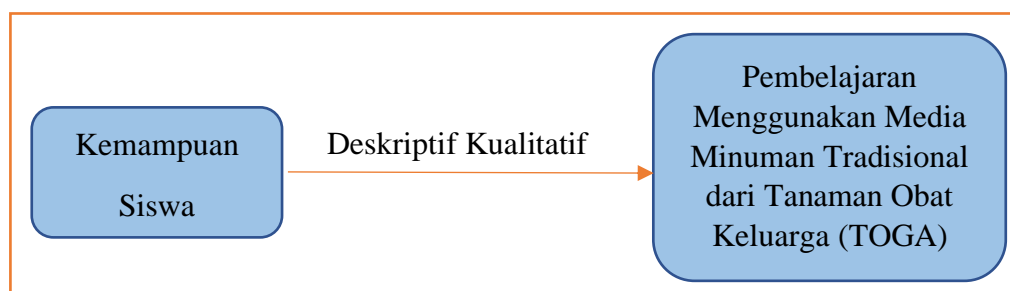 Kemampuan
Siswa
Deskriptif Kualitatif
Pembelajaran
Menggunakan Media
Minuman Tradisional
dari Tanaman Obat
Keluarga (TOGA)